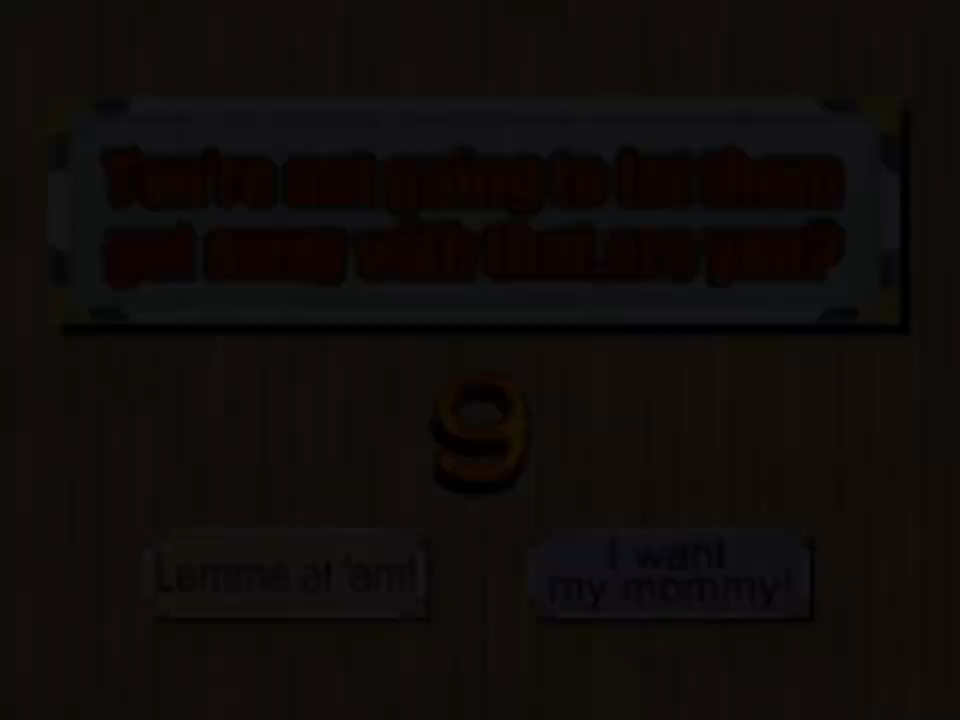 You're not going to let them
get away with that, are you?
9
Lemme at 'em!
I want
my mommy!